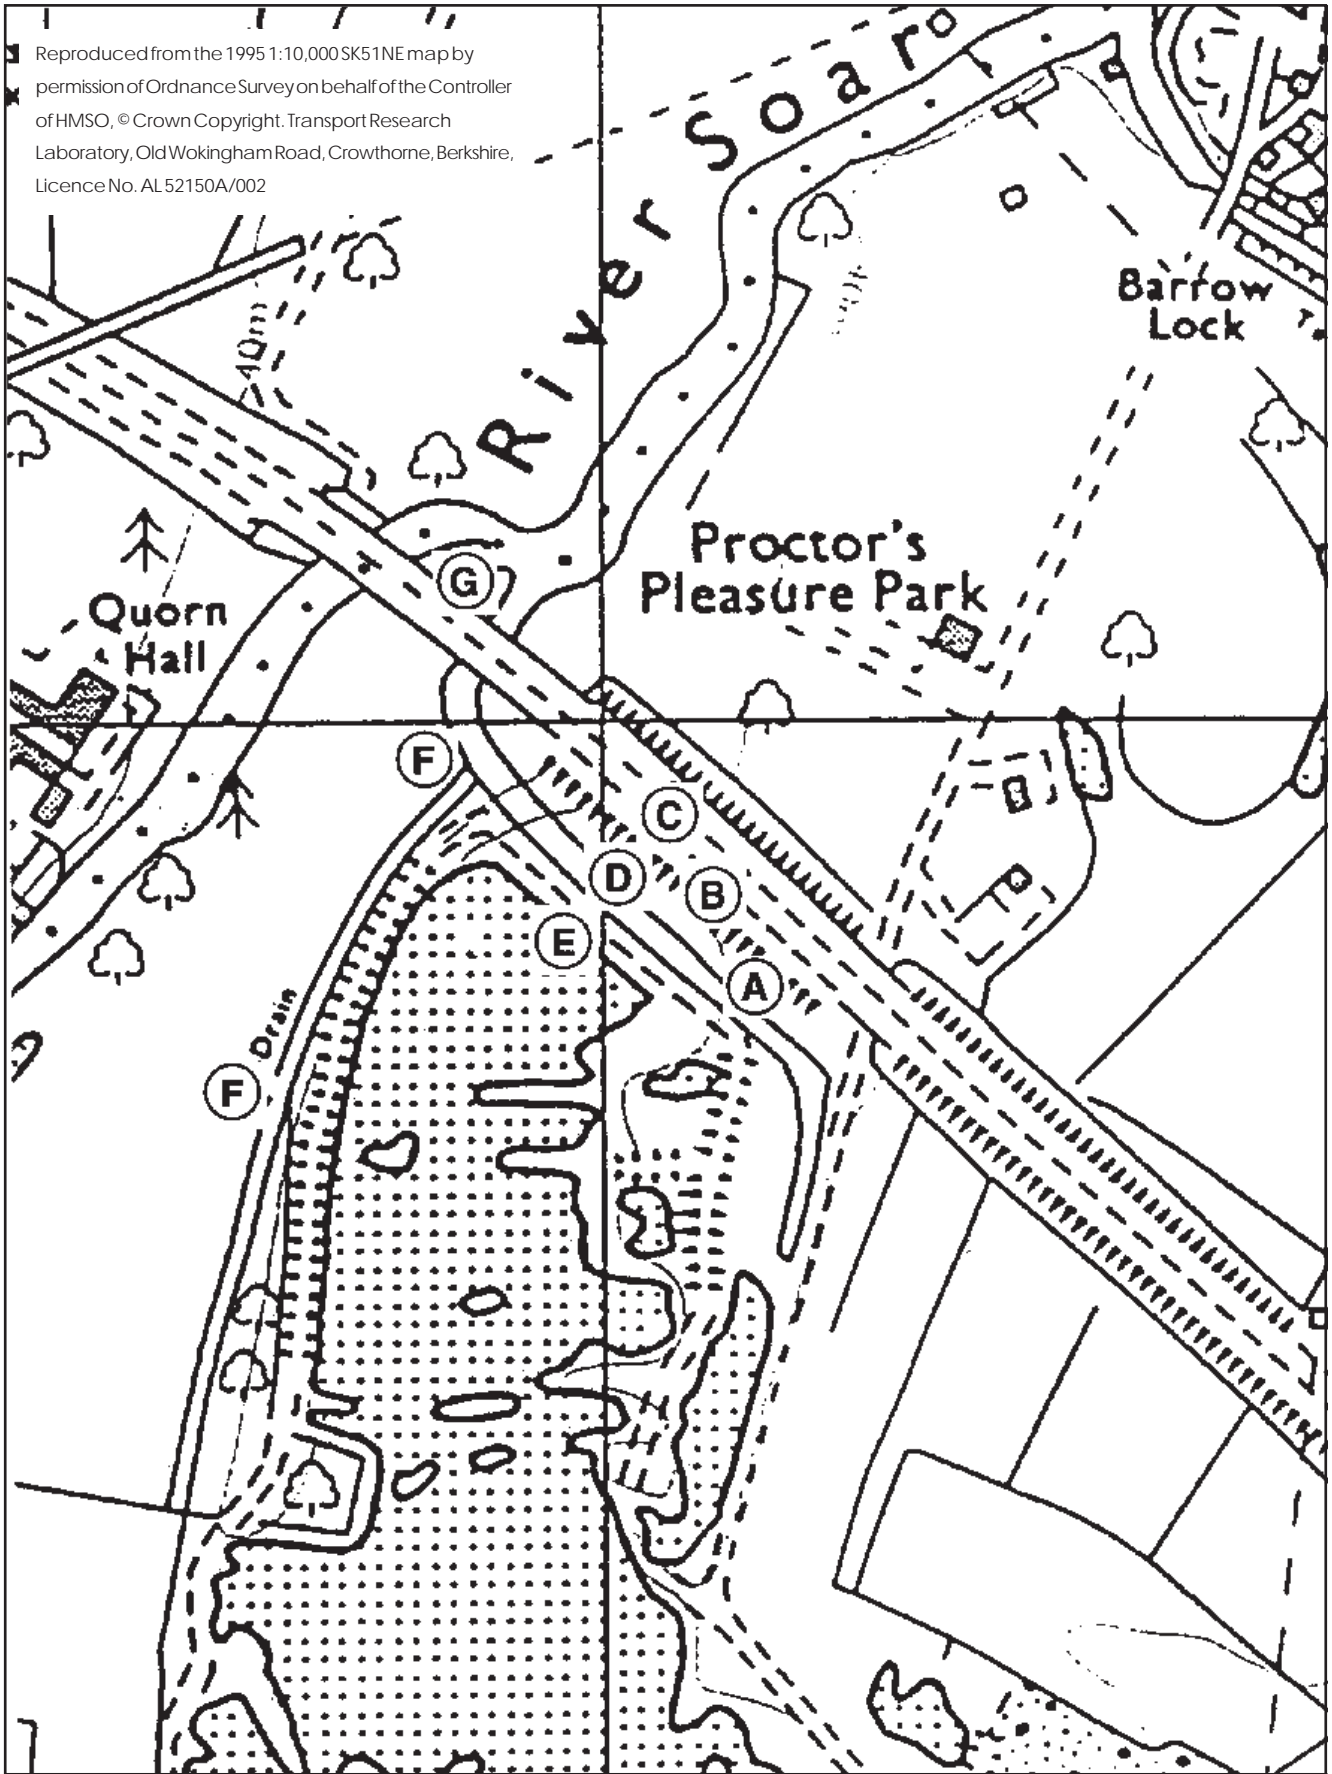 Reproduced from the 1995 1:10,000 SK51NE map by
permission of Ordnance Survey on behalf of the Controller
of HMSO, © Crown Copyright. Transport Research
Laboratory, Old Wokingham Road, Crowthorne, Berkshire,
Licence No. AL 52150A/002
River Soar
Barrow
Lock
10m
Proctor's
Pleasure Park
G
Quorn
Hall
F
C
D
B
E
A
Drain
F